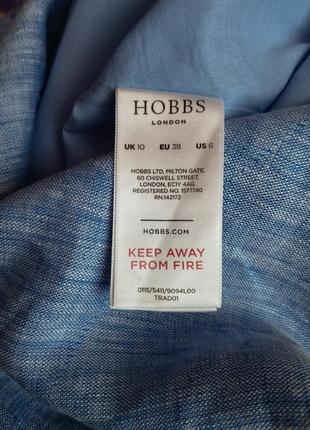 HOBBS
LONDON
UK 10 EU 38 US 6
HOBBS LTD, MILTON GATE,
60 CHISWELL STREET,
LONDON, EC1Y 4AG.
REGISTERED NO. 1577740
RN:142172
HOBBS.COM
KEEP AWAY
FROM FIRE
0115/5411/9094L00
TRAD01